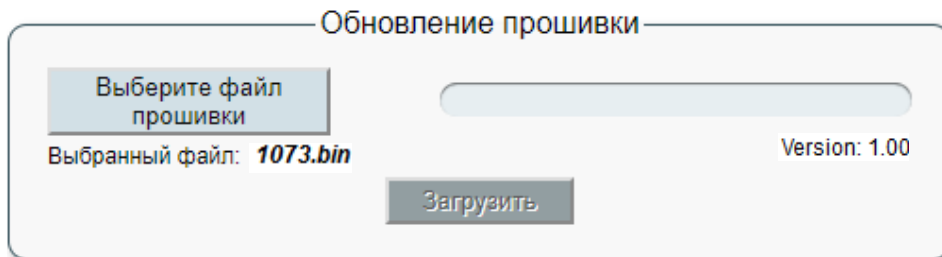 Обновление прошивки
Выберите файл
прошивки
Выбранный файл: 1073.bin
Version: 1.00
Загрузить